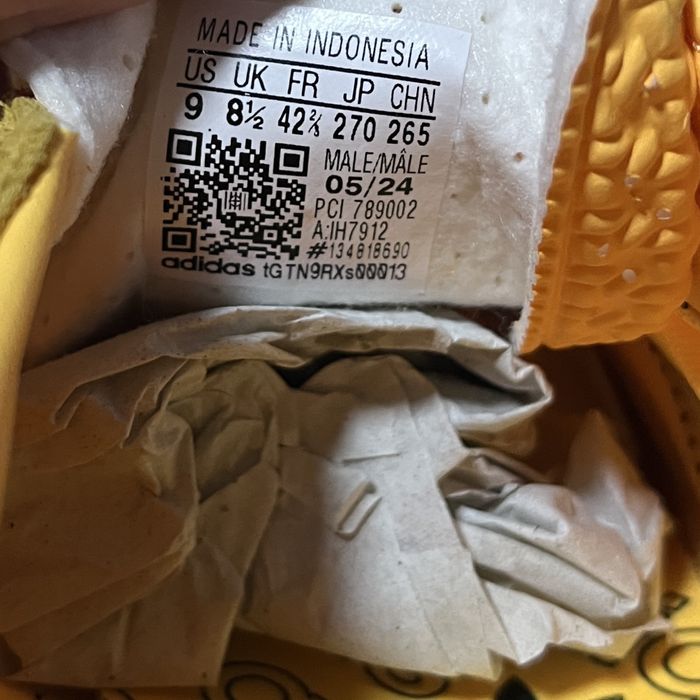 MADE IN INDONESIA
US UK FR JP CHN
9 8½ 42⅔ 270 265
MALE/MÂLE
05/24
PCI 789002
A:IH7912
#134818690
adidas tGTN9RXs00013